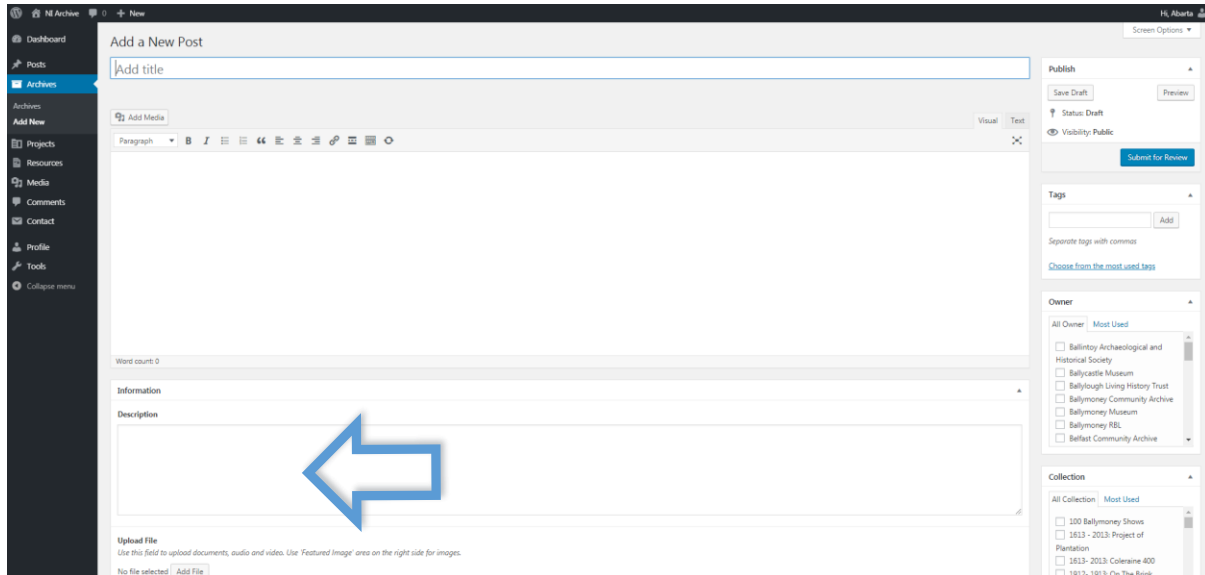 NI Archive 0 + New
Hi, Abarta
Screen Options ▼
Dashboard
Posts
Archives
Archives
Add New
Projects
Resources
Media
Comments
Contact
Profile
Tools
Collapse menu
Add a New Post
Add title
Add Media
Visual Text
Paragraph B I
Word count: 0
Information
Description
Upload File
Use this field to upload documents, audio and video. Use 'Featured Image' area on the right side for images.
No file selected Add File
Publish
Save Draft Preview
Status: Draft
Visibility: Public
Submit for Review
Tags
Add
Separate tags with commas
Choose from the most used tags
Owner
All Owner Most Used
Ballintoy Archaeological and
Historical Society
Ballycastle Museum
Ballylough Living History Trust
Ballymoney Community Archive
Ballymoney Museum
Ballymoney RBL
Belfast Community Archive
Collection
All Collection Most Used
100 Ballymoney Shows
1613 - 2013: Project of
Plantation
1613- 2013: Coleraine 400
1912- 1913: On The Brink